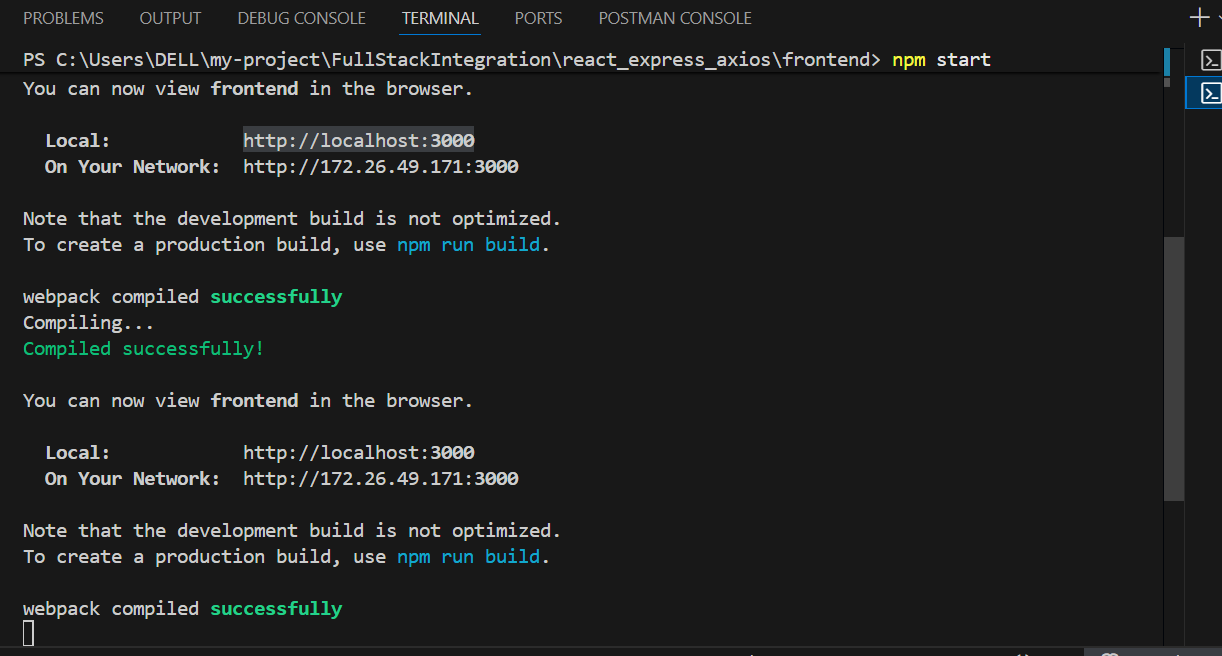 PROBLEMS OUTPUT DEBUG CONSOLE TERMINAL PORTS POSTMAN CONSOLE
PS C:\Users\DELL\my-project\FullStackIntegration\react_express_axios\frontend> npm start
You can now view frontend in the browser.
Local: http://localhost:3000
On Your Network: http://172.26.49.171:3000
Note that the development build is not optimized.
To create a production build, use npm run build.
webpack compiled successfully
Compiling...
Compiled successfully!
You can now view frontend in the browser.
Local: http://localhost:3000
On Your Network: http://172.26.49.171:3000
Note that the development build is not optimized.
To create a production build, use npm run build.
webpack compiled successfully